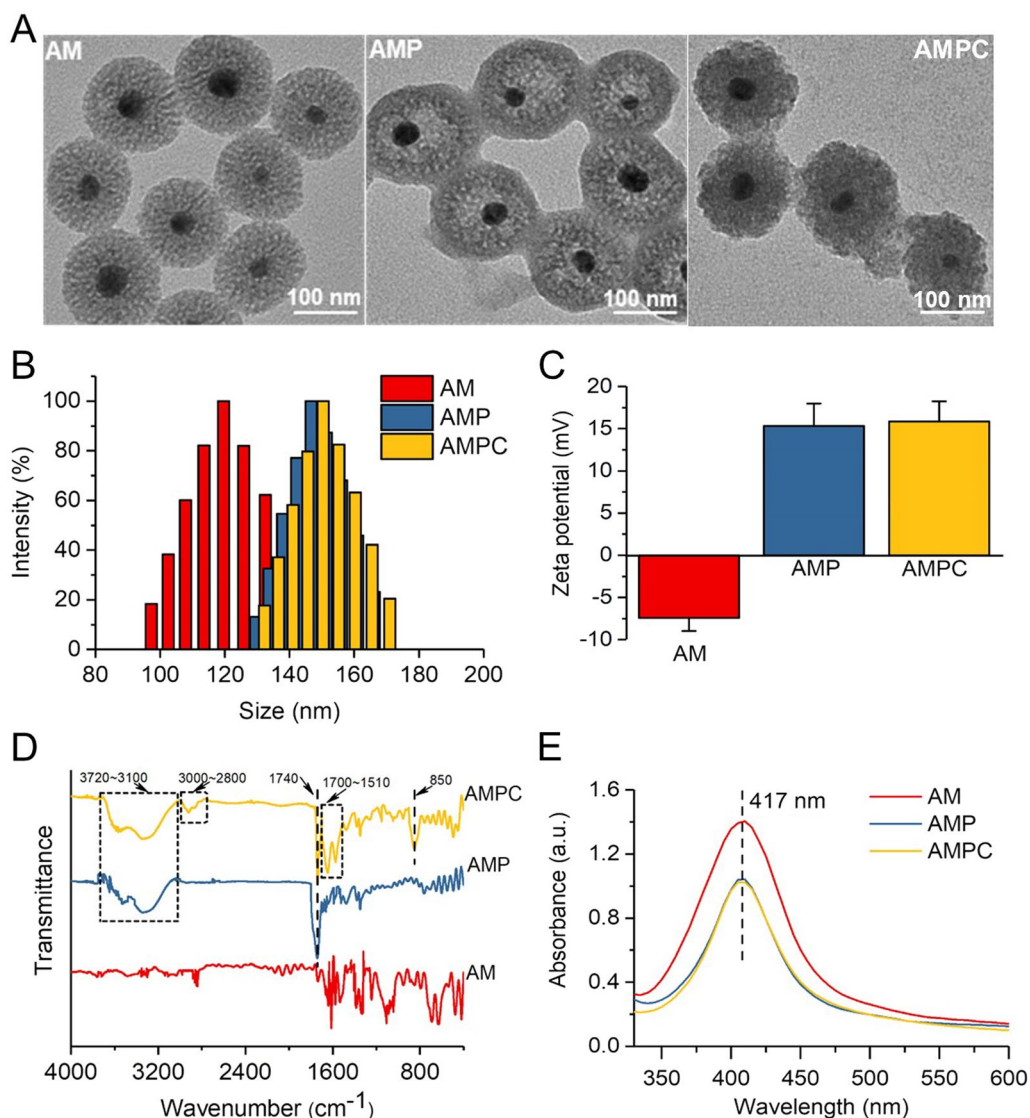 A
AM
AMP
AMPC
100 nm
100 nm
100 nm
B
AM
AMP
AMPC
100
80
60
40
20
0
Intensity (%)
80 100 120 140 160 180 200
Size (nm)
C
20
15
10
5
0
-5
-10
Zeta potential (mV)
AMP
AMPC
AM
D
3720~3100
3000~2800
1740
1700~1510
850
AMPC
AMP
AM
Transmittance
4000 3200 2400 1600 800
Wavenumber (cm⁻¹)
E
417 nm
AM
AMP
AMPC
1.6
1.2
0.8
0.4
0.0
Absorbance (a.u.)
350 400 450 500 550 600
Wavelength (nm)